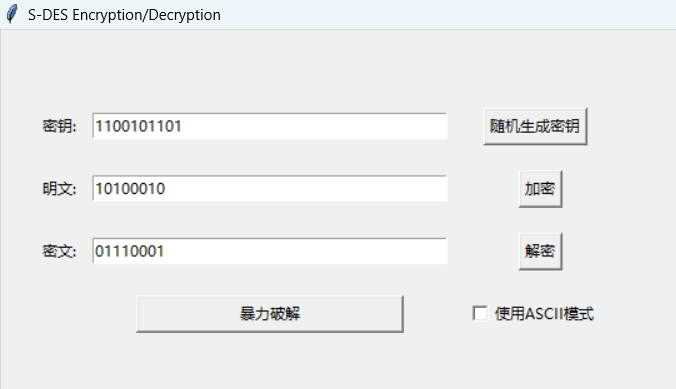 S-DES Encryption/Decryption
密钥: 1100101101 随机生成密钥
明文: 10100010 加密
密文: 01110001 解密
暴力破解 使用ASCII模式